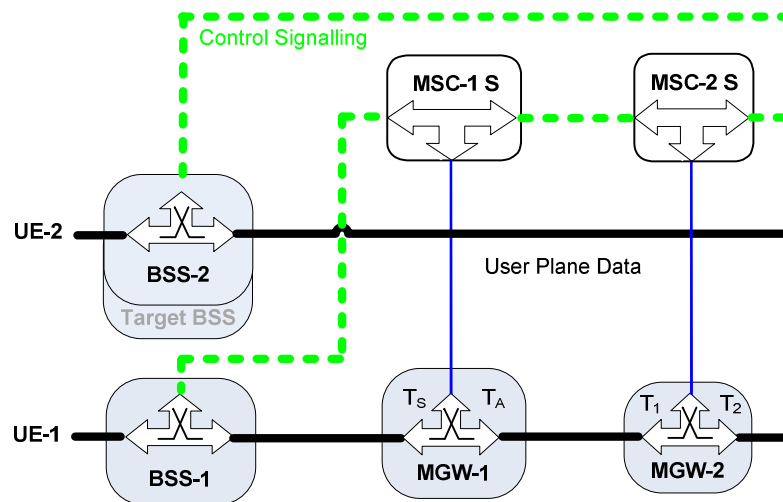 Control Signalling
MSC-1 S
MSC-2 S
UE-2
BSS-2
User Plane Data
Target BSS
TS
TA
T1
T2
UE-1
BSS-1
MGW-1
MGW-2